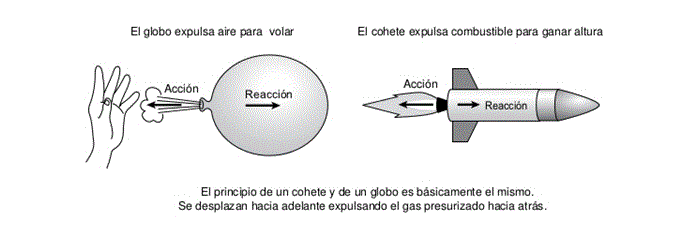 El globo expulsa aire para volar
El cohete expulsa combustible para ganar altura
Acción
Reacción
Acción
Reacción
El principio de un cohete y de un globo es básicamente el mismo.
Se desplazan hacia adelante expulsando el gas presurizado hacia atrás.